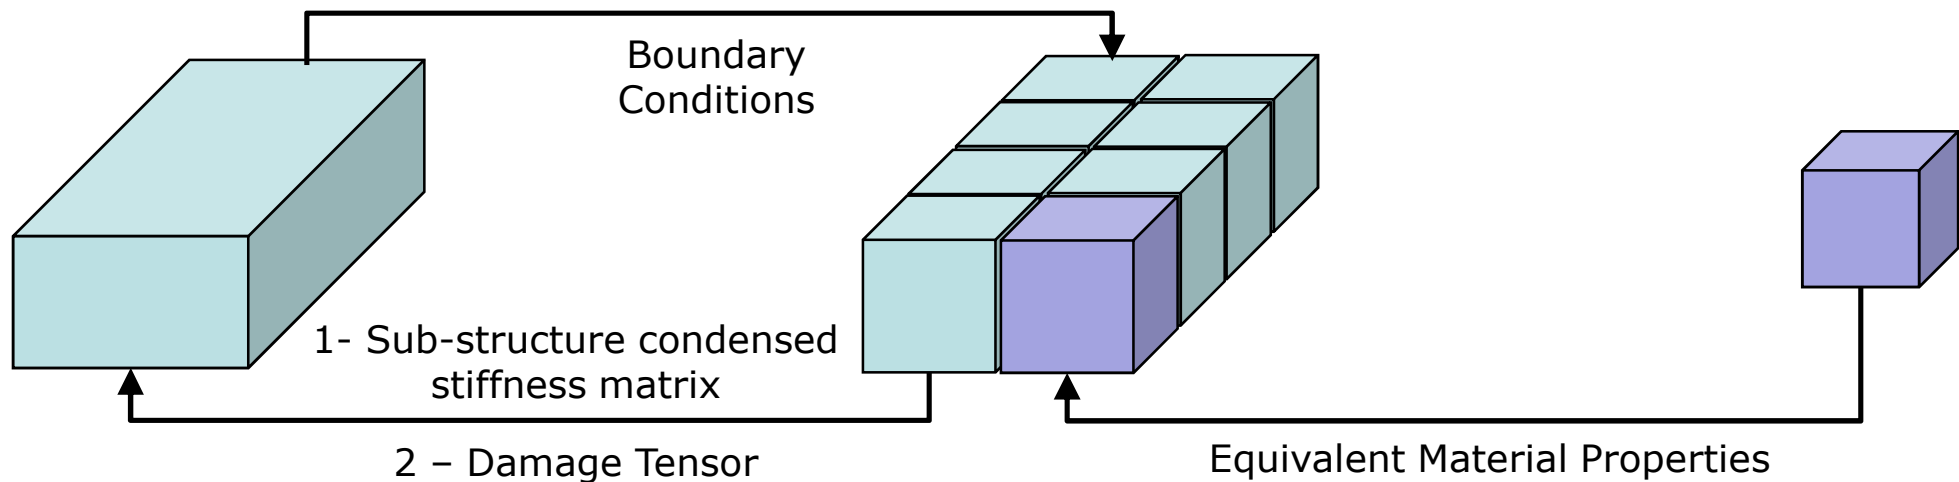 Boundary
Conditions
1- Sub-structure condensed
stiffness matrix
2 – Damage Tensor
Equivalent Material Properties